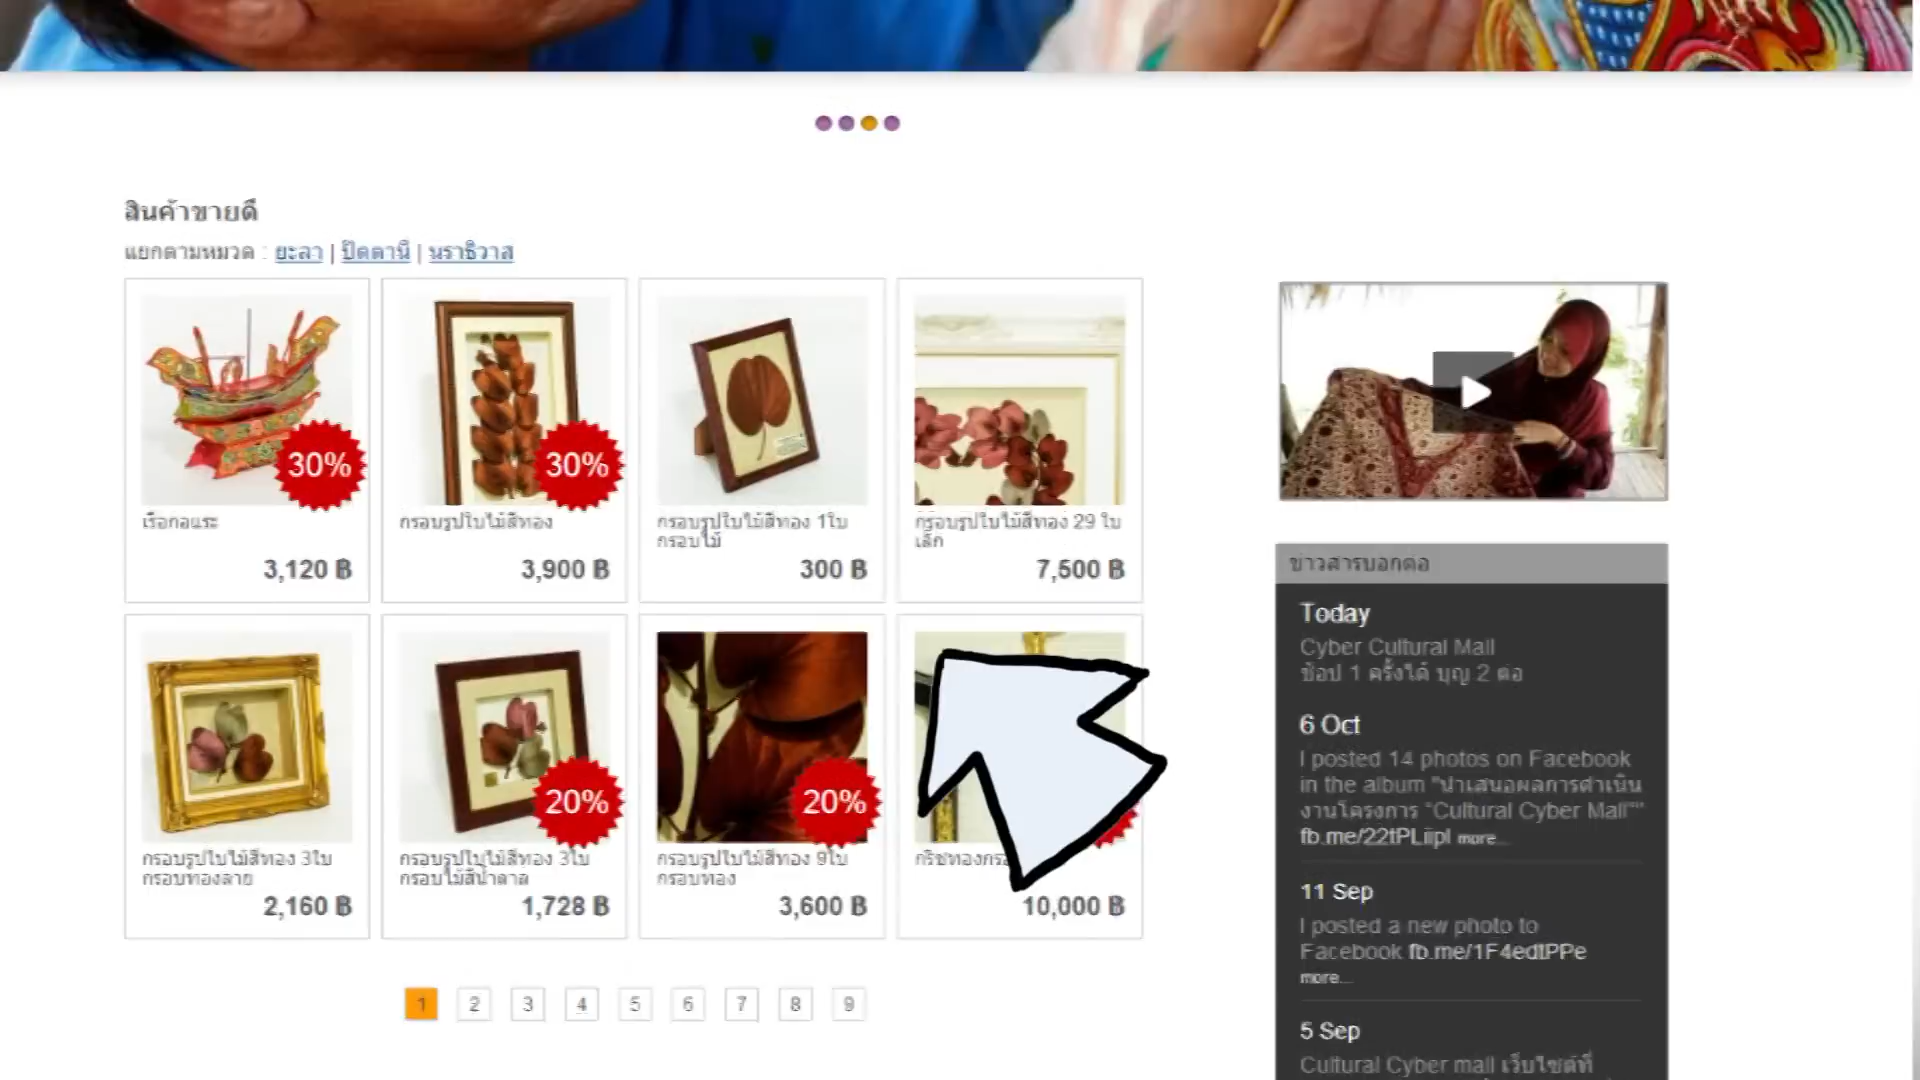 สินค้าขายดี
แยกตามหมวด : ยะลา | ปัตตานี | นราธิวาส
30%
เรือกอและ
3,120 ฿
30%
กรอบรูปใบไม้สีทอง
3,900 ฿
กรอบรูปใบไม้สีทอง 1ใบ
กรอบไม้
300 ฿
กรอบรูปใบไม้สีทอง 29 ใบ
เล็ก
7,500 ฿
กรอบรูปใบไม้สีทอง 3ใบ
กรอบทองลาย
2,160 ฿
20%
กรอบรูปใบไม้สีทอง 3ใบ
กรอบไม้สีน้ำตาล
1,728 ฿
20%
กรอบรูปใบไม้สีทอง 9ใบ
กรอบทอง
3,600 ฿
10,000 ฿
1 2 3 4 5 6 7 8 9
ข่าวสารบอกต่อ
Today
Cyber Cultural Mall
ช้อป 1 ครั้งได้ บุญ 2 ต่อ
6 Oct
I posted 14 photos on Facebook
in the album "นำเสนอผลการดำเนิน
งานโครงการ "Cultural Cyber Mall""
fb.me/22tPLiipl more...
11 Sep
I posted a new photo to
Facebook fb.me/1F4edtPPe
more...
5 Sep
Cultural Cyber mall เว็บไซต์ที่